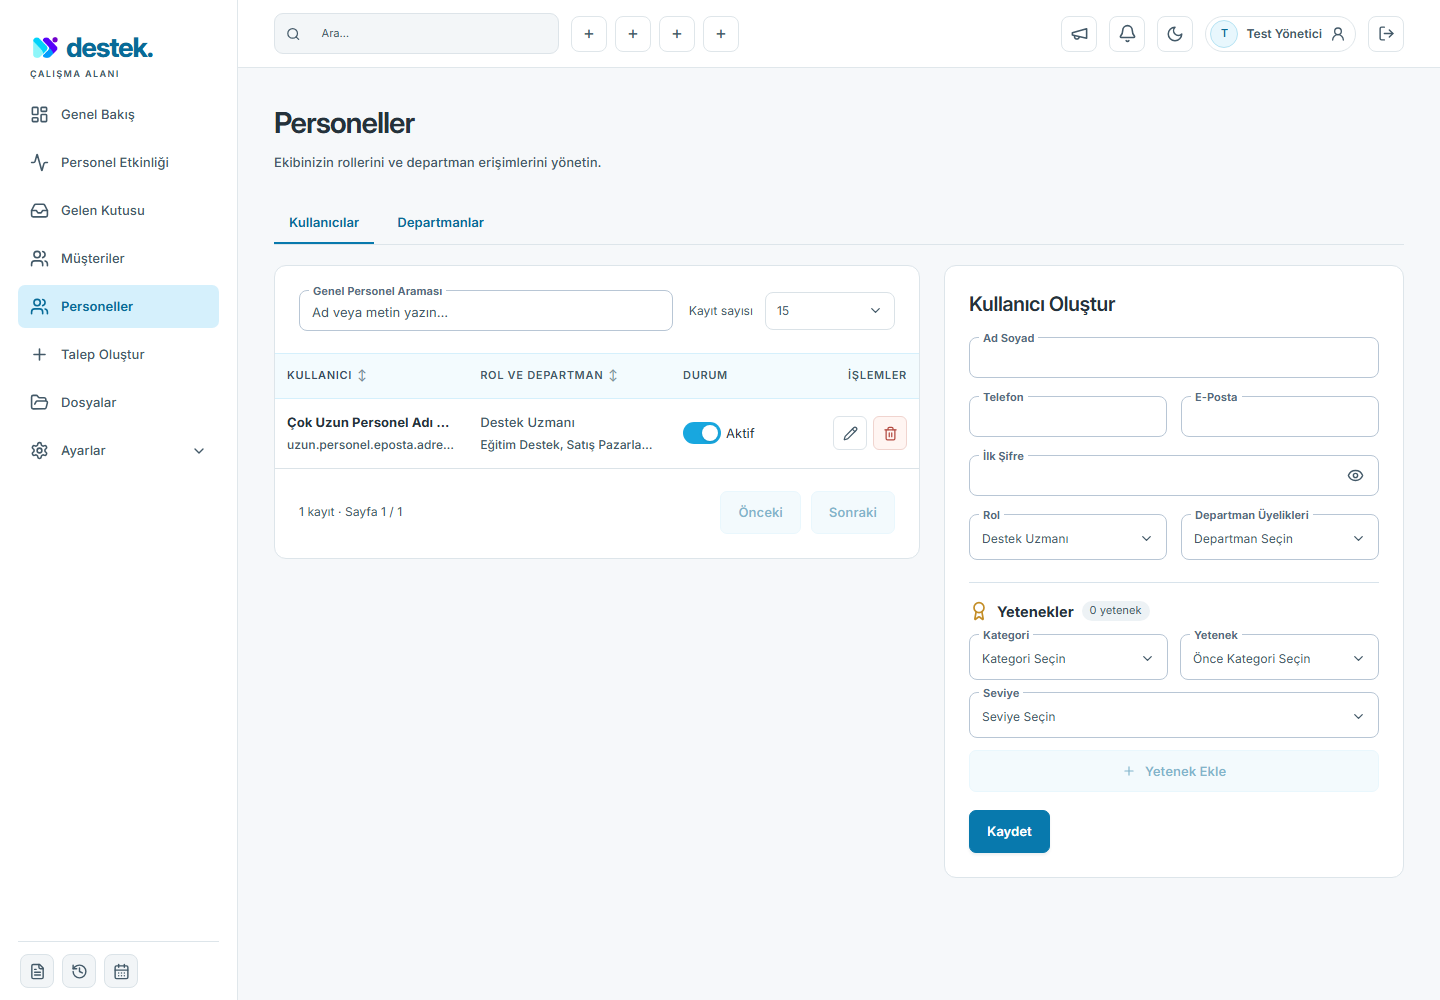 destek.
ÇALIŞMA ALANI
Genel Bakış
Personel Etkinliği
Gelen Kutusu
Müşteriler
Personeller
Talep Oluştur
Dosyalar
Ayarlar
Ara...
T
Test Yönetici
Personeller
Ekibinizin rollerini ve departman erişimlerini yönetin.
Kullanıcılar
Departmanlar
Genel Personel Araması
Ad veya metin yazın...
Kayıt sayısı
15
KULLANICI
ROL VE DEPARTMAN
DURUM
İŞLEMLER
Çok Uzun Personel Adı ...
Destek Uzmanı
uzun.personel.eposta.adre...
Eğitim Destek, Satış Pazarla...
Aktif
1 kayıt · Sayfa 1 / 1
Önceki
Sonraki
Kullanıcı Oluştur
Ad Soyad
Telefon
E-Posta
İlk Şifre
Rol
Destek Uzmanı
Departman Üyelikleri
Departman Seçin
Yetenekler
0 yetenek
Kategori
Kategori Seçin
Yetenek
Önce Kategori Seçin
Seviye
Seviye Seçin
Yetenek Ekle
Kaydet